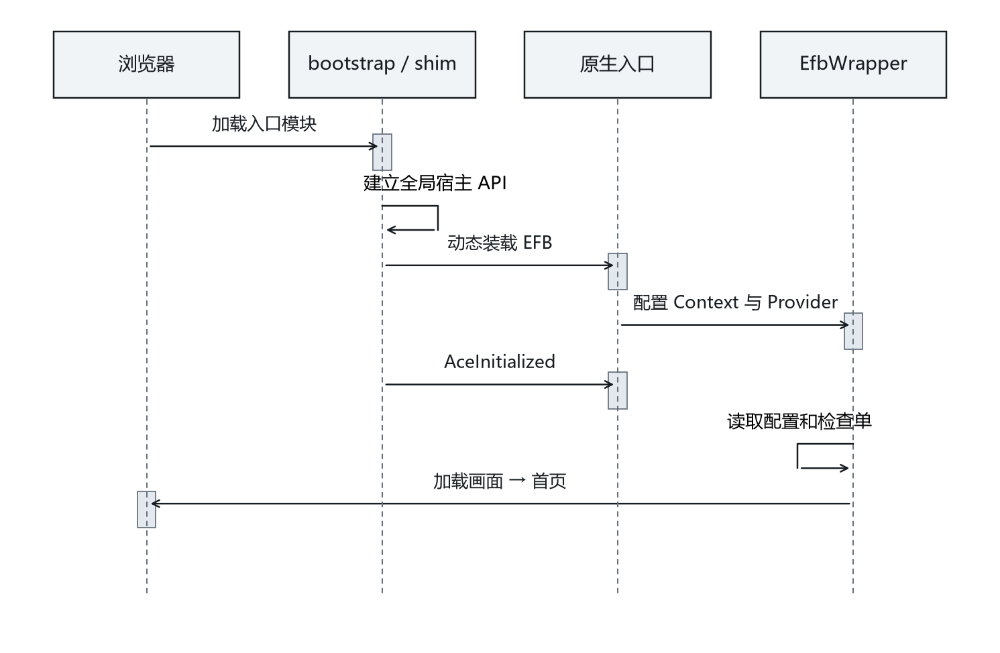 浏览器
bootstrap / shim
原生入口
EfbWrapper
加载入口模块
建立全局宿主 API
动态装载 EFB
配置 Context 与 Provider
AceInitialized
读取配置和检查单
加载画面 → 首页